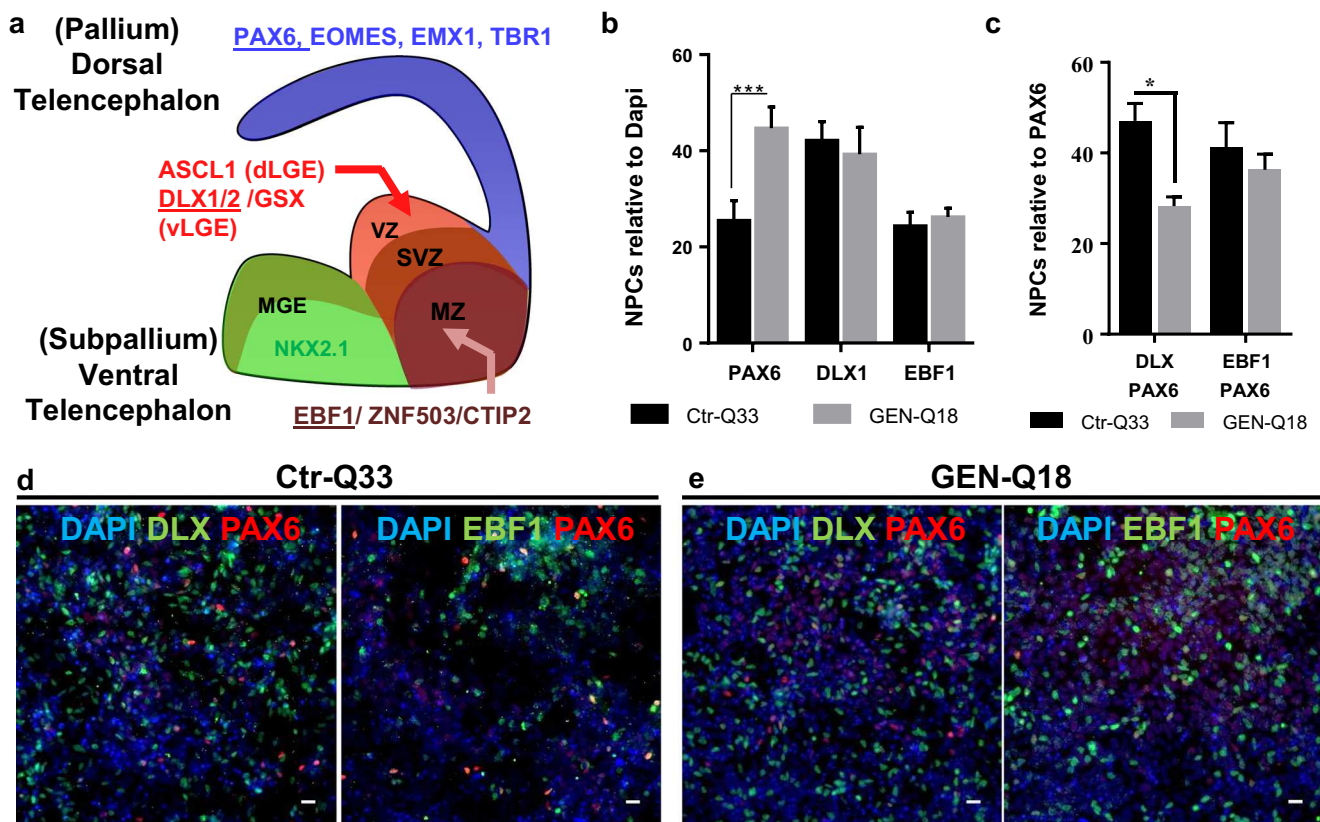 a
(Pallium)
Dorsal
Telencephalon
PAX6, EOMES, EMX1, TBR1
ASCL1 (dLGE)
DLX1/2 /GSX
(vLGE)
VZ
SVZ
MGE
MZ
NKX2.1
(Subpallium)
Ventral
Telencephalon
EBF1/ ZNF503/CTIP2
b
NPCs relative to Dapi
60
40
20
0
***
PAX6 DLX1 EBF1
Ctr-Q33 GEN-Q18
c
NPCs relative to PAX6
60
40
20
0
*
DLX EBF1
PAX6 PAX6
Ctr-Q33 GEN-Q18
d
Ctr-Q33
DAPI DLX PAX6
DAPI EBF1 PAX6
e
GEN-Q18
DAPI DLX PAX6
DAPI EBF1 PAX6